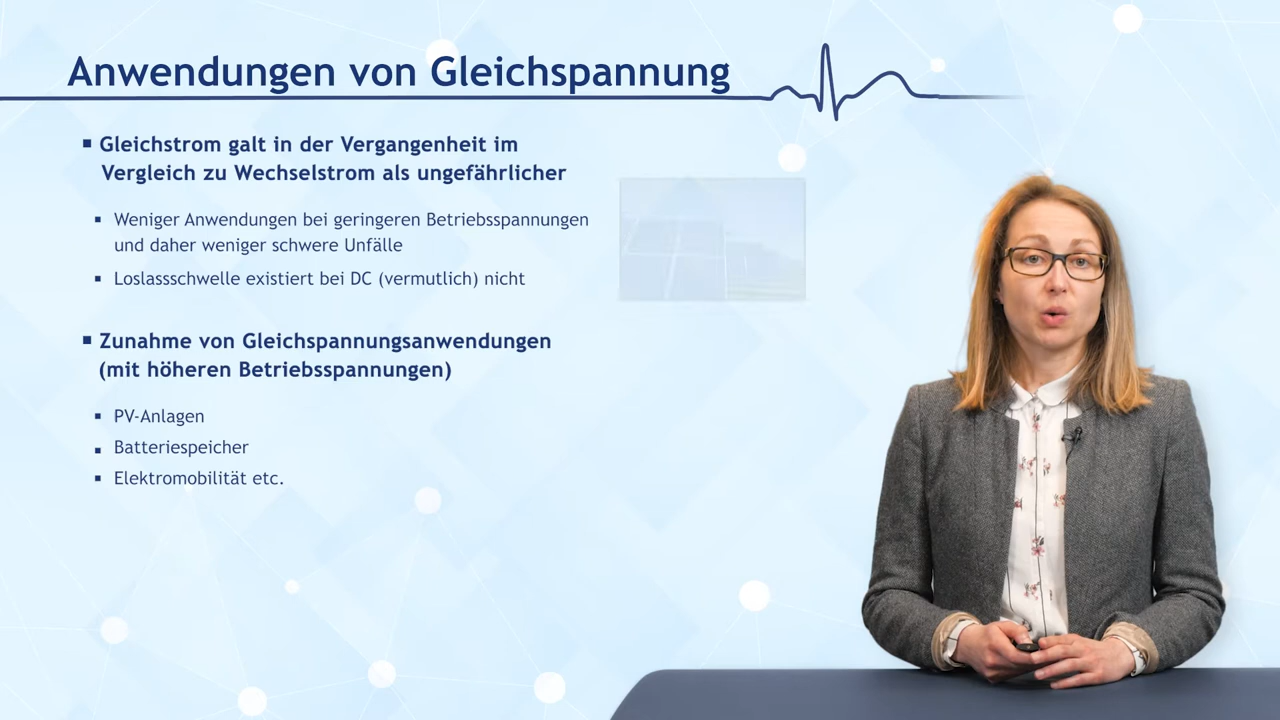 Anwendungen von Gleichspannung
▪ Gleichstrom galt in der Vergangenheit im
Vergleich zu Wechselstrom als ungefährlicher
▪ Weniger Anwendungen bei geringeren Betriebsspannungen
und daher weniger schwere Unfälle
▪ Loslassschwelle existiert bei DC (vermutlich) nicht
▪ Zunahme von Gleichspannungsanwendungen
(mit höheren Betriebsspannungen)
▪ PV-Anlagen
▪ Batteriespeicher
▪ Elektromobilität etc.